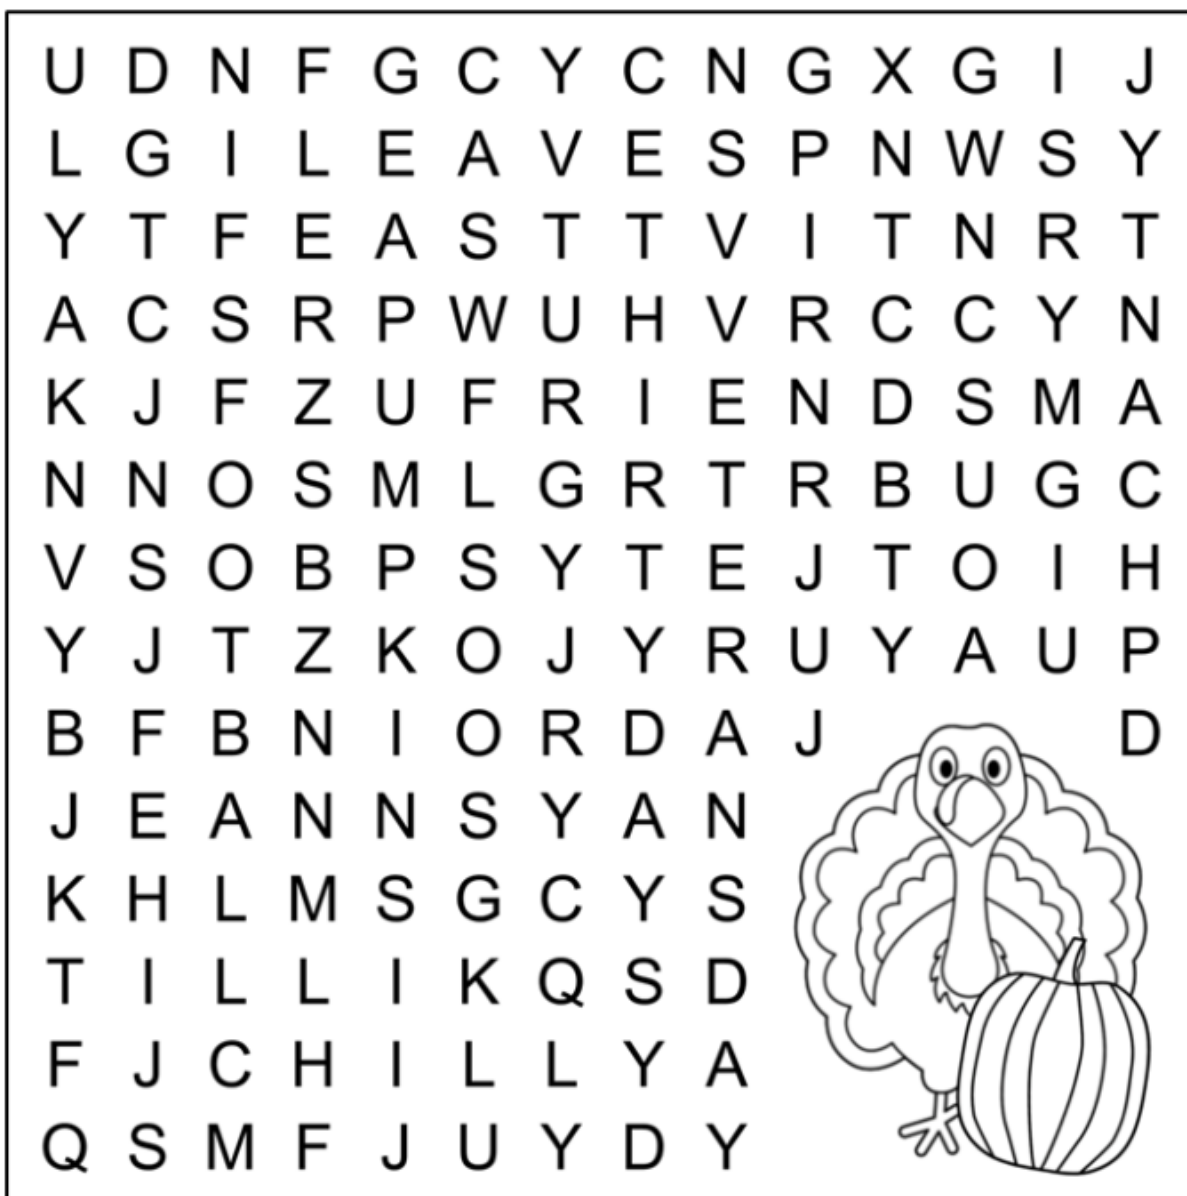 U D N F G C Y C N G X G I J
L G I L E A V E S P N W S Y
Y T F E A S T T V I T N R T
A C S R P W U H V R C C Y N
K J F Z U F R I E N D S M A
N N O S M L G R T R B U G C
V S O B P S Y T E J T O I H
Y J T Z K O J Y R U Y A U P
B F B N I O R D A J D
J E A N N S Y A N
K H L M S G C Y S
T I L L I K Q S D
F J C H I L L Y A
Q S M F J U Y D Y